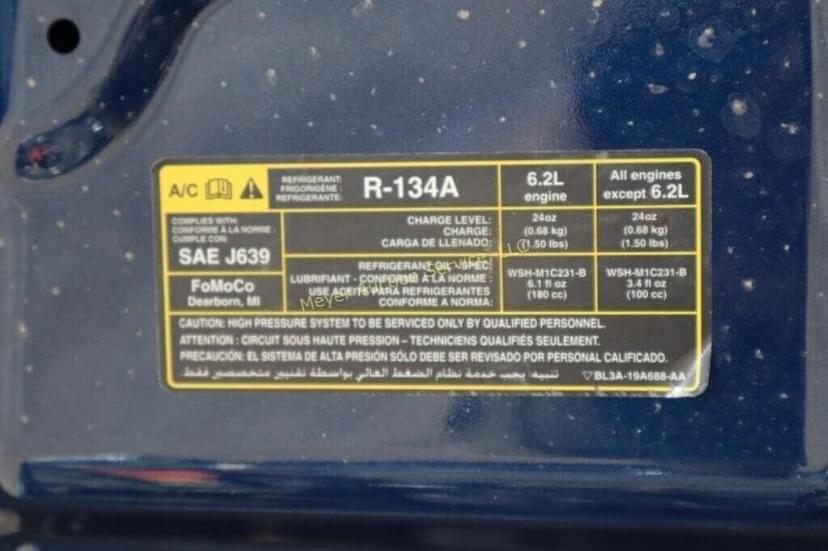 A/C
REFRIGERANT:
FRIGORIGÈNE :
REFRIGERANTE:
R-134A
6.2L
engine
All engines
except 6.2L
COMPLIES WITH:
CONFORME A LA NORME :
CUMPLE CON:
SAE J639
CHARGE LEVEL:
CHARGE:
CARGA DE LLENADO:
24oz
(0.68 kg)
(1.50 lbs)
24oz
(0.68 kg)
(1.50 lbs)
FoMoCo
Dearborn, MI
REFRIGERANT OIL / SPEC:
LUBRIFIANT - CONFORME À LA NORME :
USE ACEITE PARA REFRIGERANTES
CONFORME A NORMA:
WSH-M1C231-B
6.1 fl oz
(180 cc)
WSH-M1C231-B
3.4 fl oz
(100 cc)
Meyer Auction Service, LLC
CAUTION: HIGH PRESSURE SYSTEM TO BE SERVICED ONLY BY QUALIFIED PERSONNEL.
ATTENTION : CIRCUIT SOUS HAUTE PRESSION – TECHNICIENS QUALIFIÉS SEULEMENT.
PRECAUCIÓN: EL SISTEMA DE ALTA PRESIÓN SÓLO DEBE SER REVISADO POR PERSONAL CALIFICADO.
تنبيه: يجب خدمة نظام الضغط العالي بواسطة تقنيين متخصصين فقط
BL3A-19A688-AA